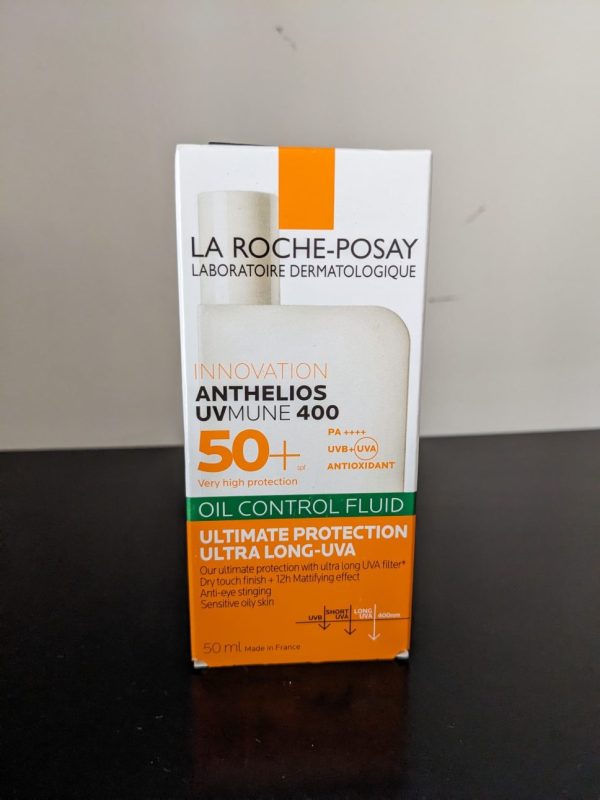 LA ROCHE-POSAY
LABORATOIRE DERMATOLOGIQUE
INNOVATION
ANTHELIOS
UVMUNE 400
50+ spf
Very high protection
PA ++++
UVB+UVA
ANTIOXIDANT
OIL CONTROL FLUID
ULTIMATE PROTECTION
ULTRA LONG-UVA
Our ultimate protection with ultra long UVA filter*
Dry touch finish + 12h Mattifying effect
Anti-eye stinging
Sensitive oily skin
UVB SHORT UVA LONG UVA 400nm
50 ml Made in France